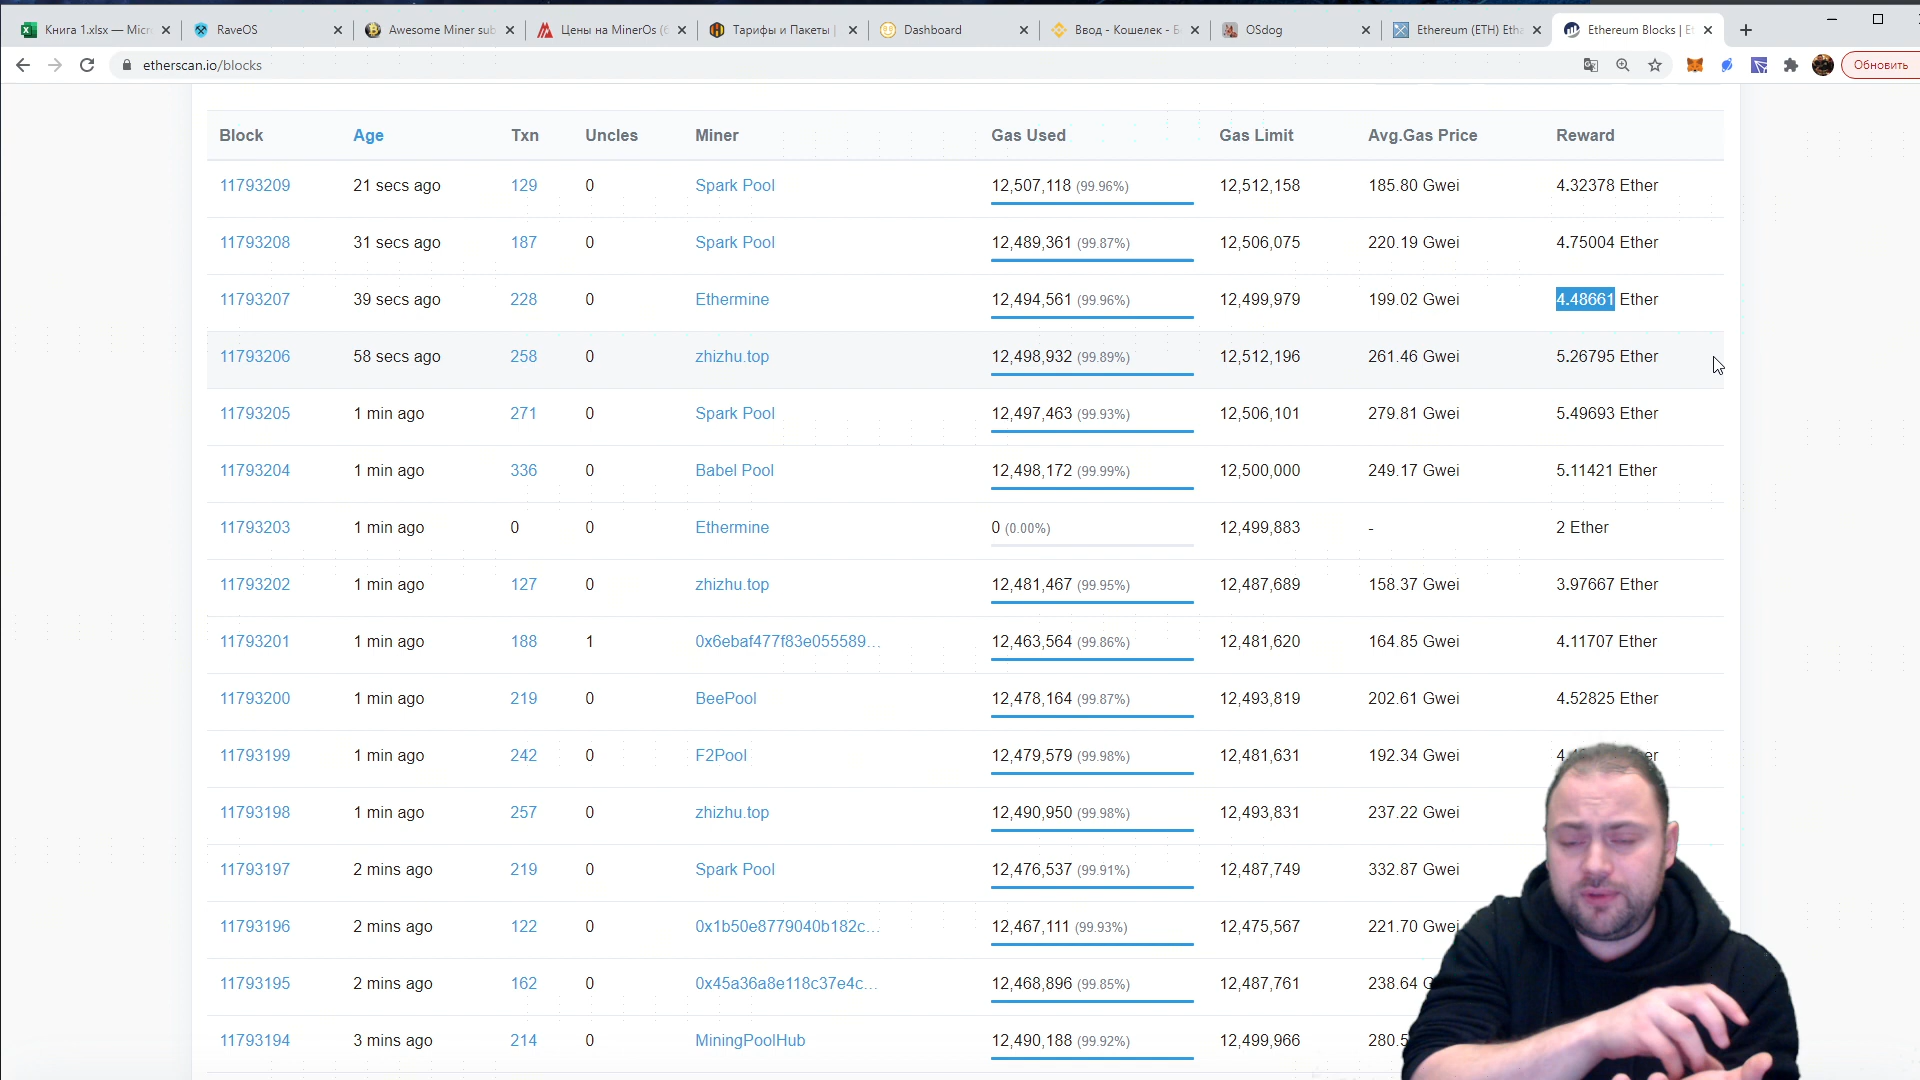 Книга 1.xlsx — Micr
RaveOS
Awesome Miner sub
Цены на MinerOs (
Тарифы и Пакеты |
Dashboard
Ввод - Кошелек - Б
OSdog
Ethereum (ETH) Eth
Ethereum Blocks | Et
etherscan.io/blocks
Обновить
Block Age Txn Uncles Miner Gas Used Gas Limit Avg.Gas Price Reward
11793209 21 secs ago 129 0 Spark Pool 12,507,118 (99.96%) 12,512,158 185.80 Gwei 4.32378 Ether
11793208 31 secs ago 187 0 Spark Pool 12,489,361 (99.87%) 12,506,075 220.19 Gwei 4.75004 Ether
11793207 39 secs ago 228 0 Ethermine 12,494,561 (99.96%) 12,499,979 199.02 Gwei 4.48661 Ether
11793206 58 secs ago 258 0 zhizhu.top 12,498,932 (99.89%) 12,512,196 261.46 Gwei 5.26795 Ether
11793205 1 min ago 271 0 Spark Pool 12,497,463 (99.93%) 12,506,101 279.81 Gwei 5.49693 Ether
11793204 1 min ago 336 0 Babel Pool 12,498,172 (99.99%) 12,500,000 249.17 Gwei 5.11421 Ether
11793203 1 min ago 0 0 Ethermine 0 (0.00%) 12,499,883 - 2 Ether
11793202 1 min ago 127 0 zhizhu.top 12,481,467 (99.95%) 12,487,689 158.37 Gwei 3.97667 Ether
11793201 1 min ago 188 1 0x6ebaf477f83e055589... 12,463,564 (99.86%) 12,481,620 164.85 Gwei 4.11707 Ether
11793200 1 min ago 219 0 BeePool 12,478,164 (99.87%) 12,493,819 202.61 Gwei 4.52825 Ether
11793199 1 min ago 242 0 F2Pool 12,479,579 (99.98%) 12,481,631 192.34 Gwei
11793198 1 min ago 257 0 zhizhu.top 12,490,950 (99.98%) 12,493,831 237.22 Gwei
11793197 2 mins ago 219 0 Spark Pool 12,476,537 (99.91%) 12,487,749 332.87 Gwei
11793196 2 mins ago 122 0 0x1b50e8779040b182c... 12,467,111 (99.93%) 12,475,567 221.70 Gwei
11793195 2 mins ago 162 0 0x45a36a8e118c37e4c... 12,468,896 (99.85%) 12,487,761 238.64 G
11793194 3 mins ago 214 0 MiningPoolHub 12,490,188 (99.92%) 12,499,966 280.5